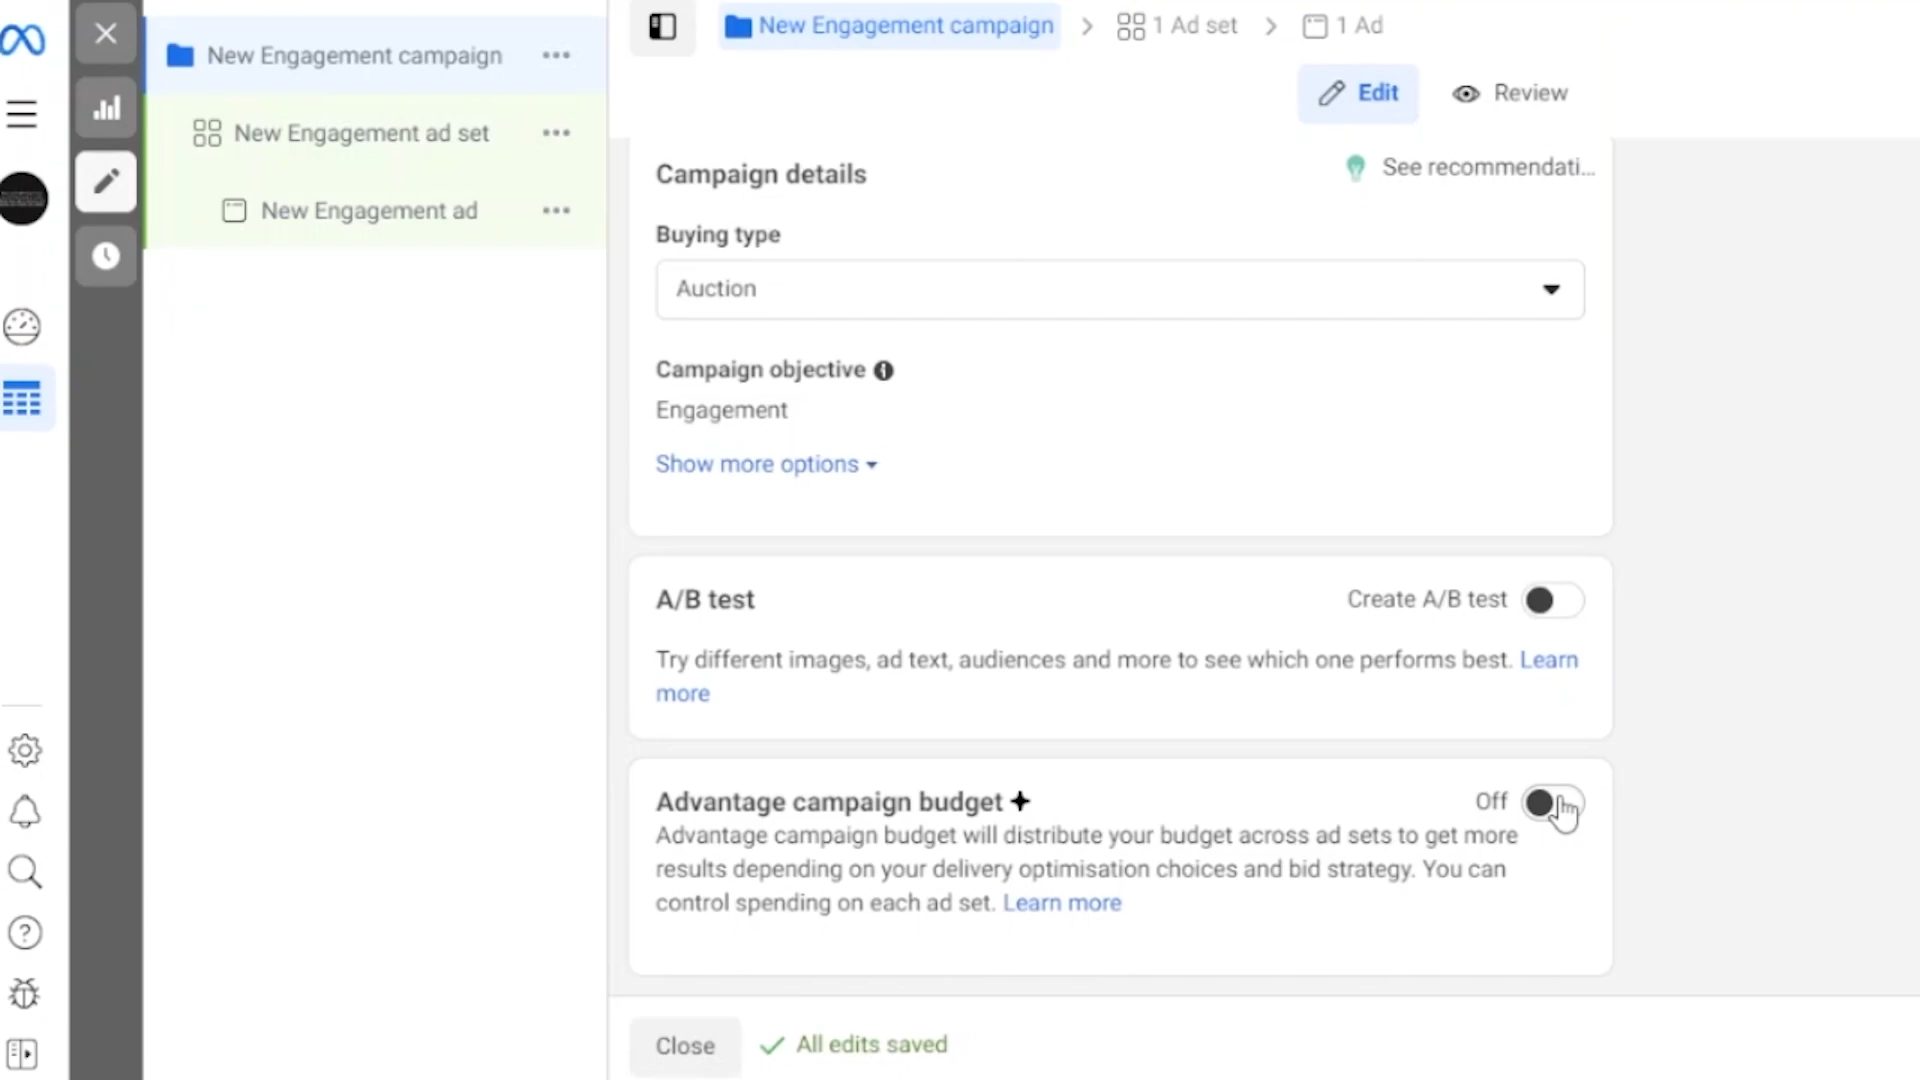 New Engagement campaign
New Engagement ad set
New Engagement ad
New Engagement campaign
1 Ad set
1 Ad
Edit
Review
Campaign details
See recommendati...
Buying type
Auction
Campaign objective
Engagement
Show more options
A/B test
Create A/B test
Try different images, ad text, audiences and more to see which one performs best. Learn
more
Advantage campaign budget
Off
Advantage campaign budget will distribute your budget across ad sets to get more
results depending on your delivery optimisation choices and bid strategy. You can
control spending on each ad set. Learn more
Close
All edits saved